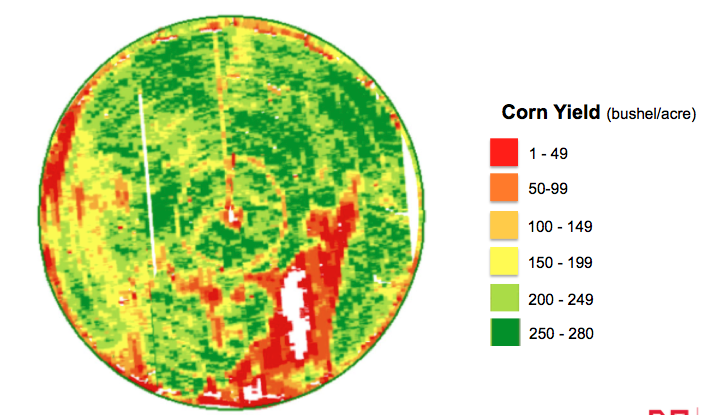 Corn Yield (bushel/acre)
1 - 49
50-99
100 - 149
150 - 199
200 - 249
250 - 280